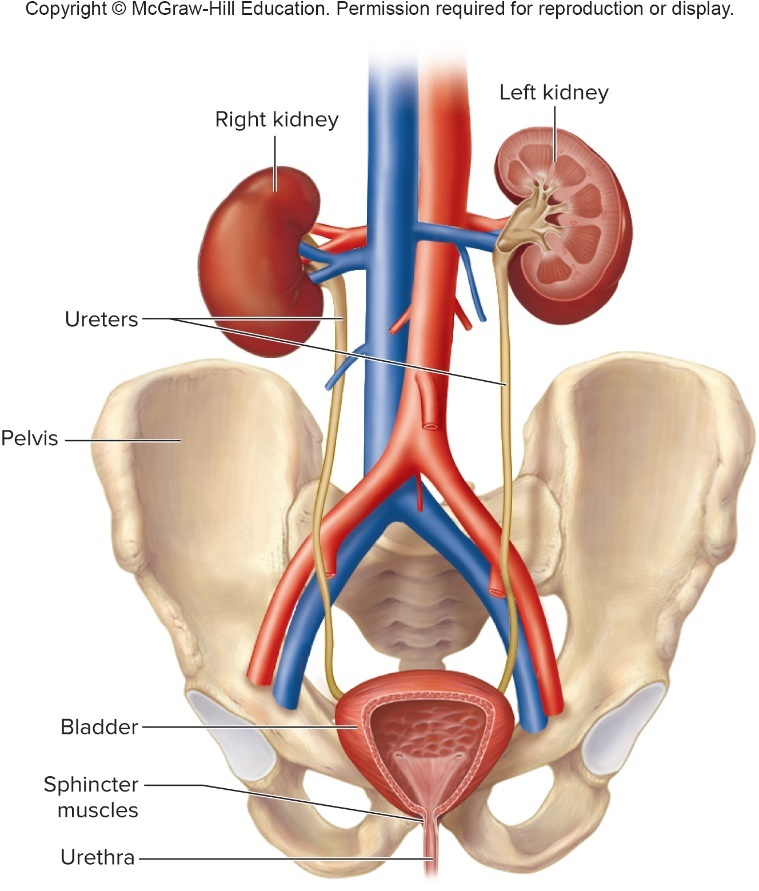 Copyright © McGraw-Hill Education. Permission required for reproduction or display.
Left kidney
Right kidney
Ureters
Pelvis
Bladder
Sphincter
muscles
Urethra